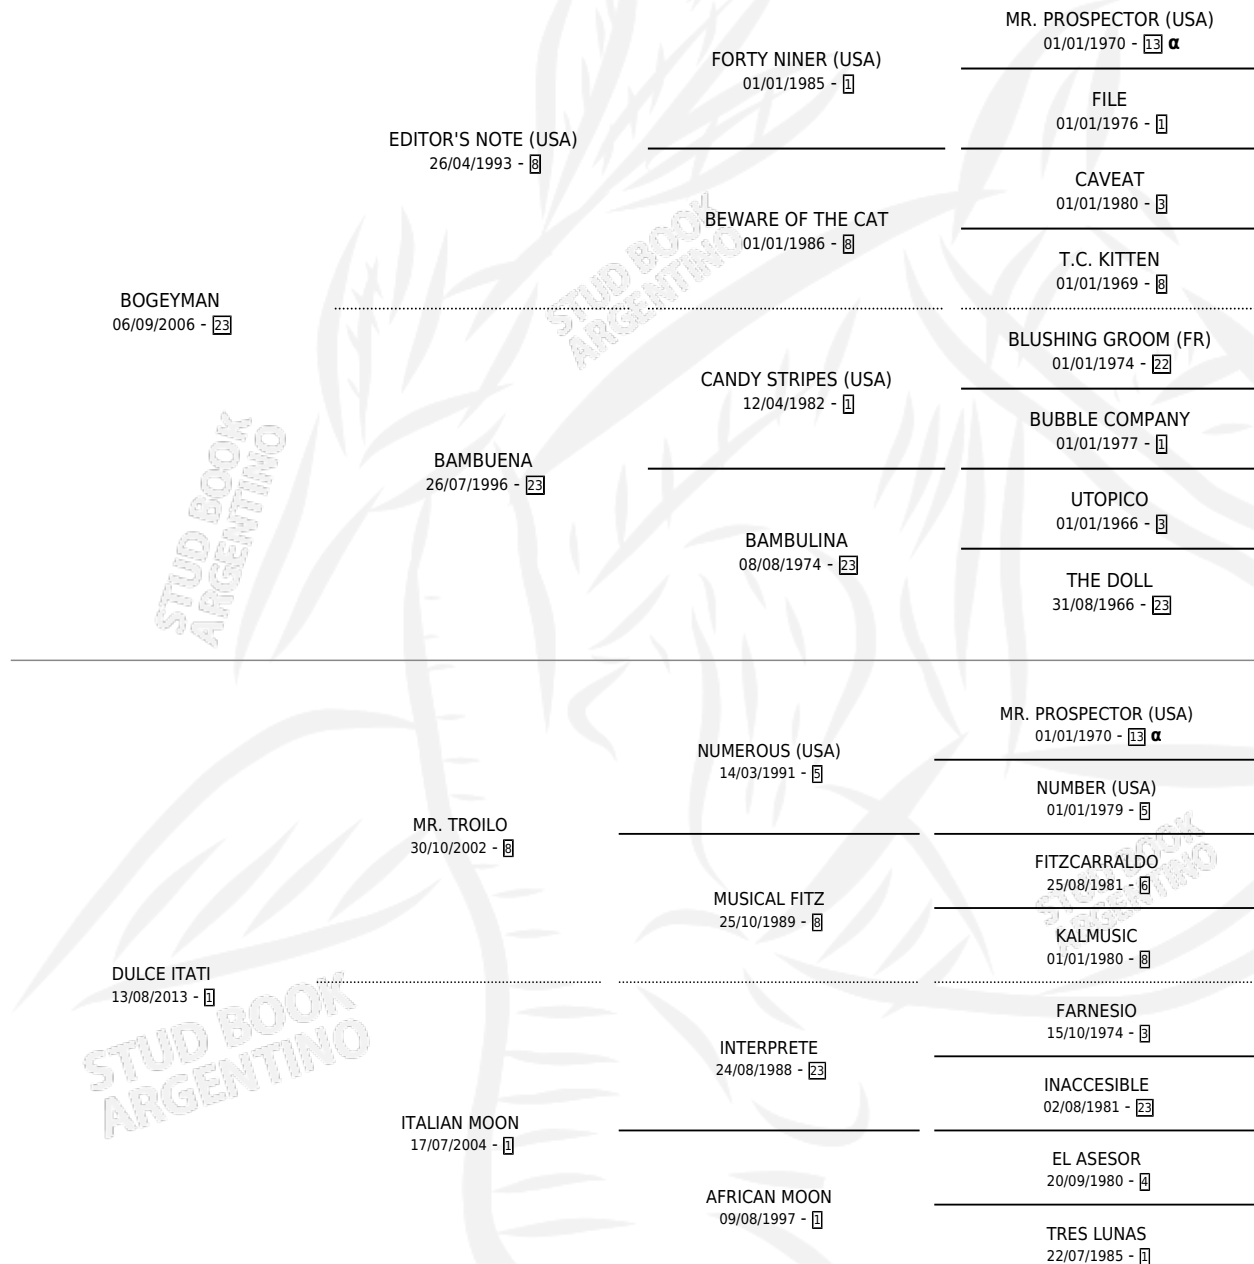 MR. PROSPECTOR (USA)
01/01/1970 - 13 α
FORTY NINER (USA)
01/01/1985 - 1
FILE
01/01/1976 - 1
EDITOR'S NOTE (USA)
26/04/1993 - 8
CAVEAT
01/01/1980 - 3
BEWARE OF THE CAT
01/01/1986 - 8
T.C. KITTEN
01/01/1969 - 8
BOGEYMAN
06/09/2006 - 23
BLUSHING GROOM (FR)
01/01/1974 - 22
CANDY STRIPES (USA)
12/04/1982 - 1
BUBBLE COMPANY
01/01/1977 - 1
BAMBUENA
26/07/1996 - 23
UTOPICO
01/01/1966 - 3
BAMBULINA
08/08/1974 - 23
THE DOLL
31/08/1966 - 23
MR. PROSPECTOR (USA)
01/01/1970 - 13 α
NUMEROUS (USA)
14/03/1991 - 5
NUMBER (USA)
01/01/1979 - 5
MR. TROILO
30/10/2002 - 8
FITZCARRALDO
25/08/1981 - 6
MUSICAL FITZ
25/10/1989 - 8
KALMUSIC
01/01/1980 - 8
DULCE ITATI
13/08/2013 - 1
FARNESIO
15/10/1974 - 3
INTERPRETE
24/08/1988 - 23
INACCESIBLE
02/08/1981 - 23
ITALIAN MOON
17/07/2004 - 1
EL ASESOR
20/09/1980 - 4
AFRICAN MOON
09/08/1997 - 1
TRES LUNAS
22/07/1985 - 1
STUD BOOK
ARGENTINO
STUD BOOK
ARGENTINO
STUD BOOK
ARGENTINO
STUD BOOK
ARGENTINO